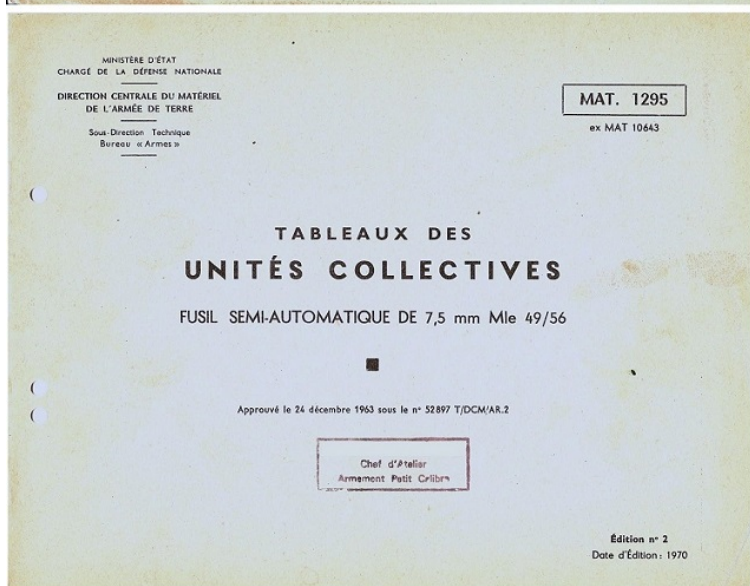 MINISTÈRE D'ÉTAT
CHARGÉ DE LA DÉFENSE NATIONALE
DIRECTION CENTRALE DU MATÉRIEL
DE L'ARMÉE DE TERRE
Sous-Direction Technique
Bureau « Armes »
MAT. 1295
ex MAT 10643
TABLEAUX DES
UNITÉS COLLECTIVES
FUSIL SEMI-AUTOMATIQUE DE 7,5 mm Mle 49/56
Approuvé le 24 décembre 1963 sous le n° 52897 T/DCM/AR.2
Chef d'Atelier
Armement Petit Calibre
Édition n° 2
Date d'Édition : 1970